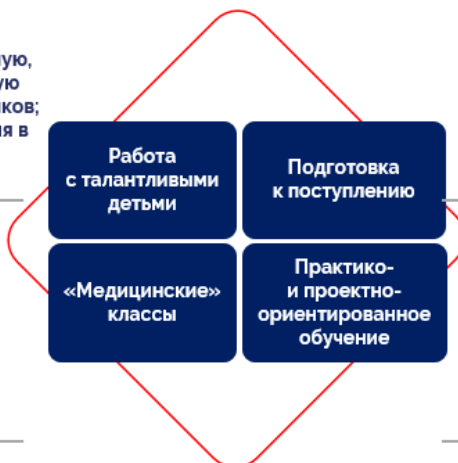 Работа
с талантливыми
детьми
Подготовка
к поступлению
«Медицинские»
классы
Практико-
и проектно-
ориентированное
обучение